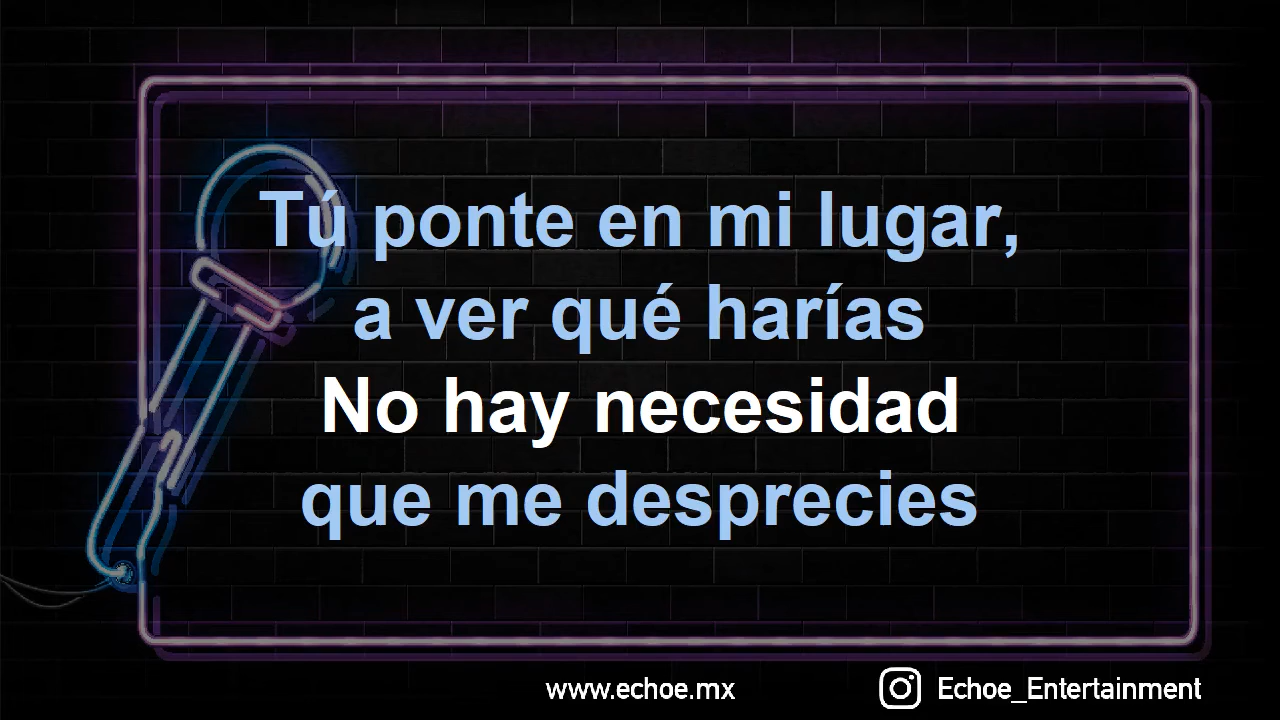 Tú ponte en mi lugar,
a ver qué harías
No hay necesidad
que me desprecies
www.echoe.mx
Echoe_Entertainment